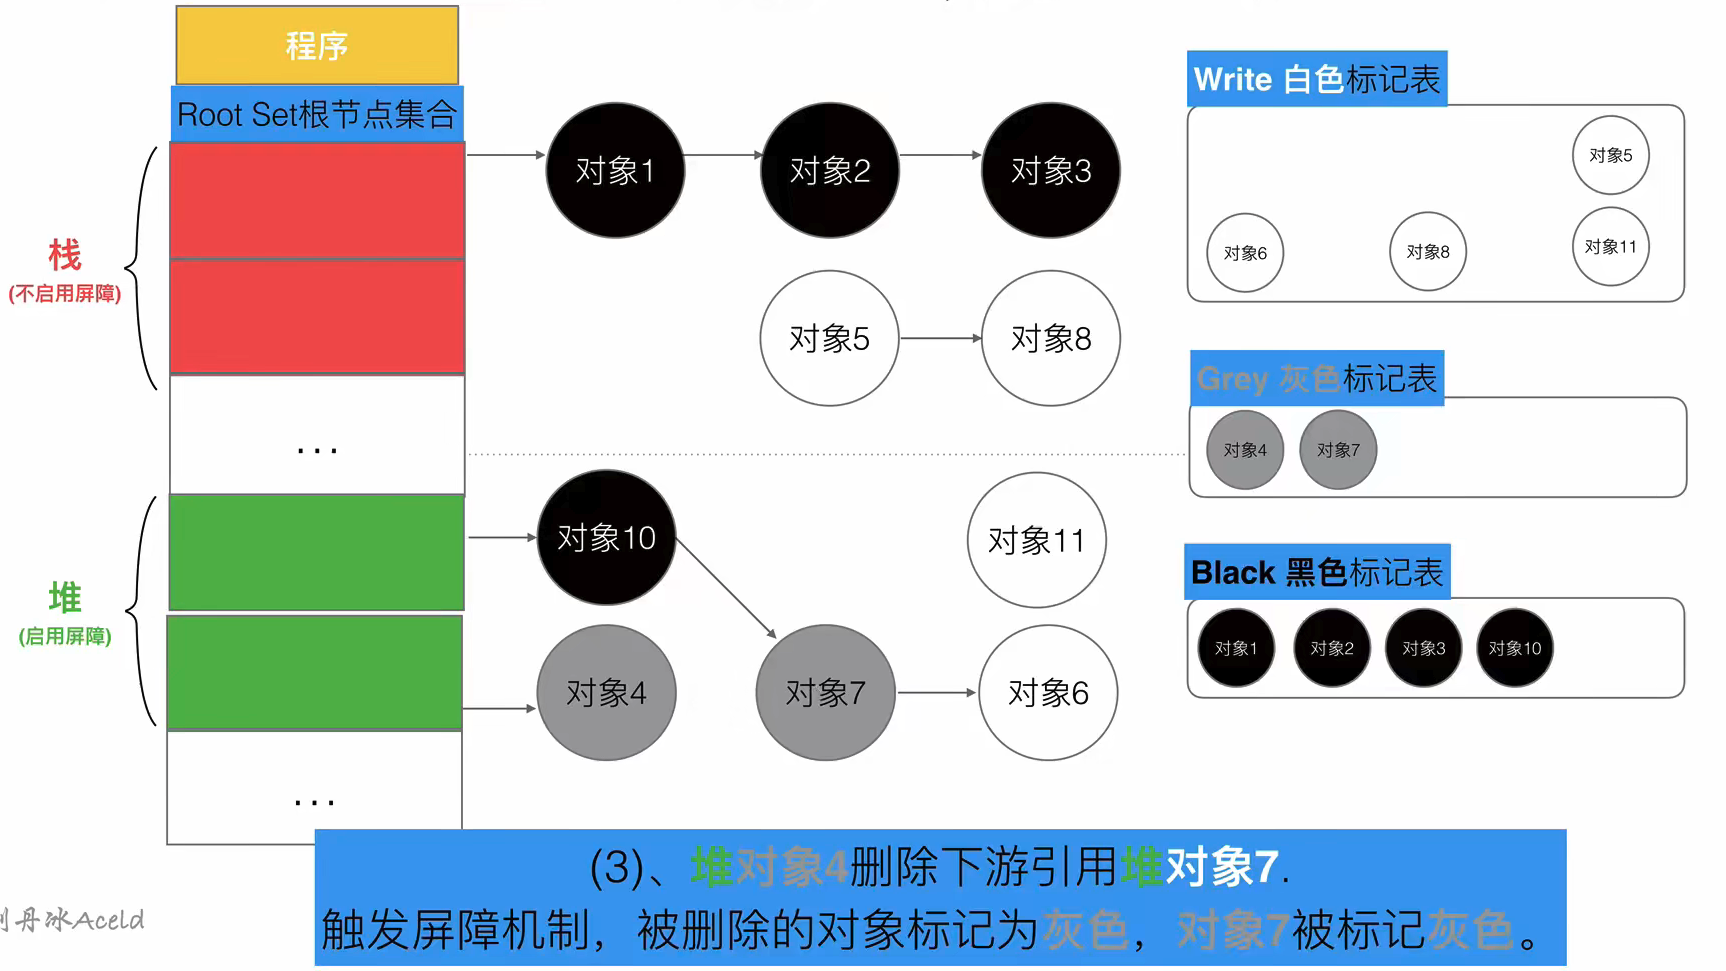 程序
Root Set根节点集合
栈
(不启用屏障)
...
堆
(启用屏障)
...
对象1
对象2
对象3
对象5
对象8
对象10
对象11
对象4
对象7
对象6
Write 白色标记表
对象5
对象6
对象8
对象11
Grey 灰色标记表
对象4
对象7
Black 黑色标记表
对象1
对象2
对象3
对象10
(3)、堆对象4删除下游引用堆对象7.
触发屏障机制，被删除的对象标记为灰色，对象7被标记灰色。
丹冰Aceld